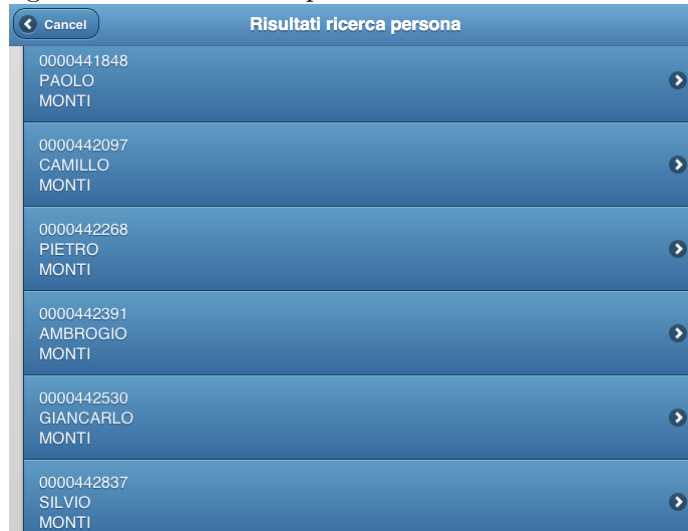 Cancel
Risultati ricerca persona
0000441848
PAOLO
MONTI
0000442097
CAMILLO
MONTI
0000442268
PIETRO
MONTI
0000442391
AMBROGIO
MONTI
0000442530
GIANCARLO
MONTI
0000442837
SILVIO
MONTI